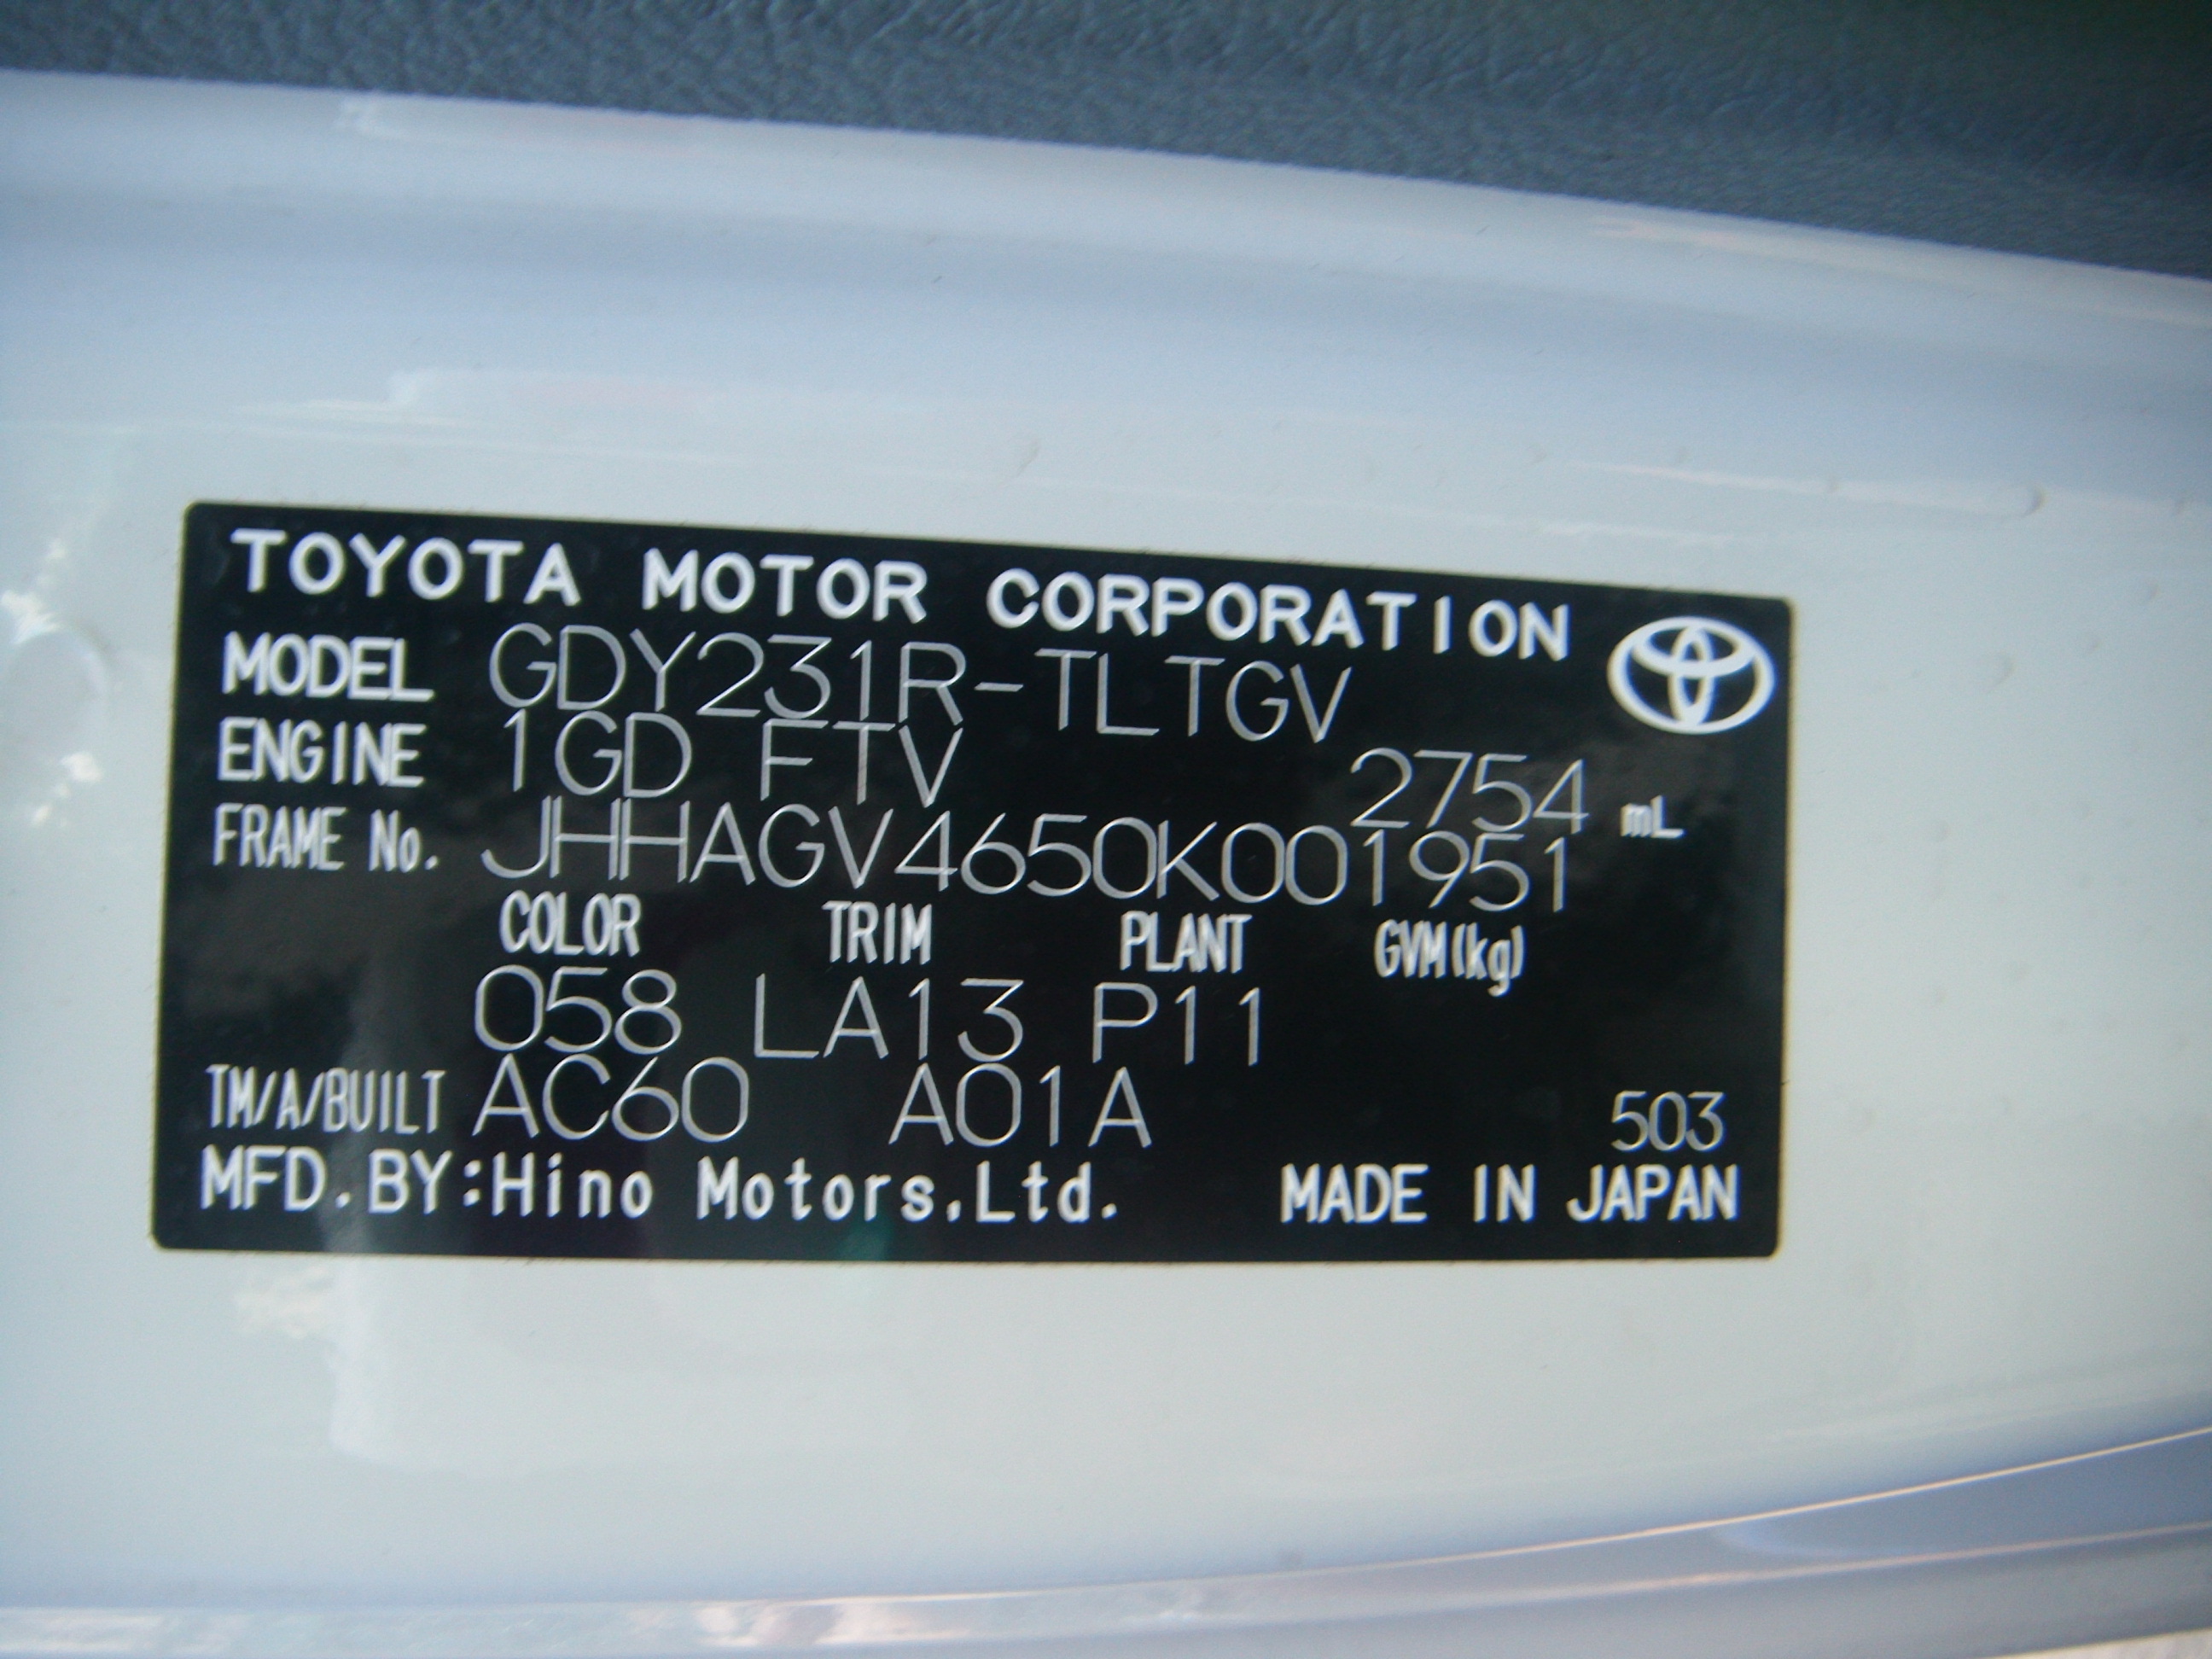 TOYOTA MOTOR CORPORATION
MODEL GDY231R-TLTGV
ENGINE 1GD FTV 2754 mL
FRAME No. JHHAGV4650K001951
COLOR TRIM PLANT GVM(kg)
058 LA13 P11
TM/A/BUILT AC60 A01A 503
MFD.BY:Hino Motors,Ltd. MADE IN JAPAN